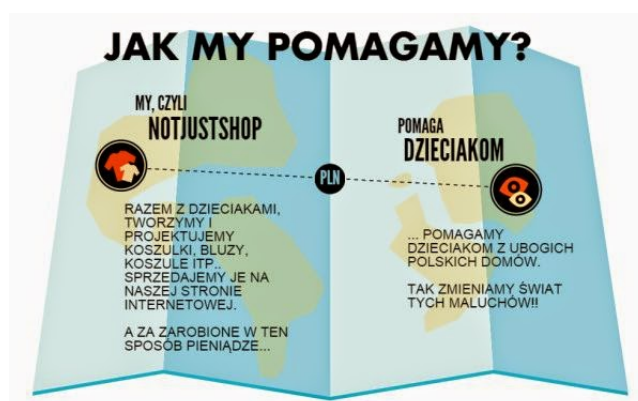 JAK MY POMAGAMY?
MY, CZYLI
NOTJUSTSHOP
RAZEM Z DZIECIAKAMI,
TWORZYMY I
PROJEKTUJEMY
KOSZULKI, BLUZY,
KOSZULE ITP..
SPRZEDAJEMY JE NA
NASZEJ STRONIE
INTERNETOWEJ.
A ZA ZAROBIONE W TEN
SPOSÓB PIENIĄDZE...
PLN
POMAGA
DZIECIAKOM
... POMAGAMY
DZIECIAKOM Z UBOGICH
POLSKICH DOMÓW.
TAK ZMIENIAMY ŚWIAT
TYCH MALUCHÓW!!